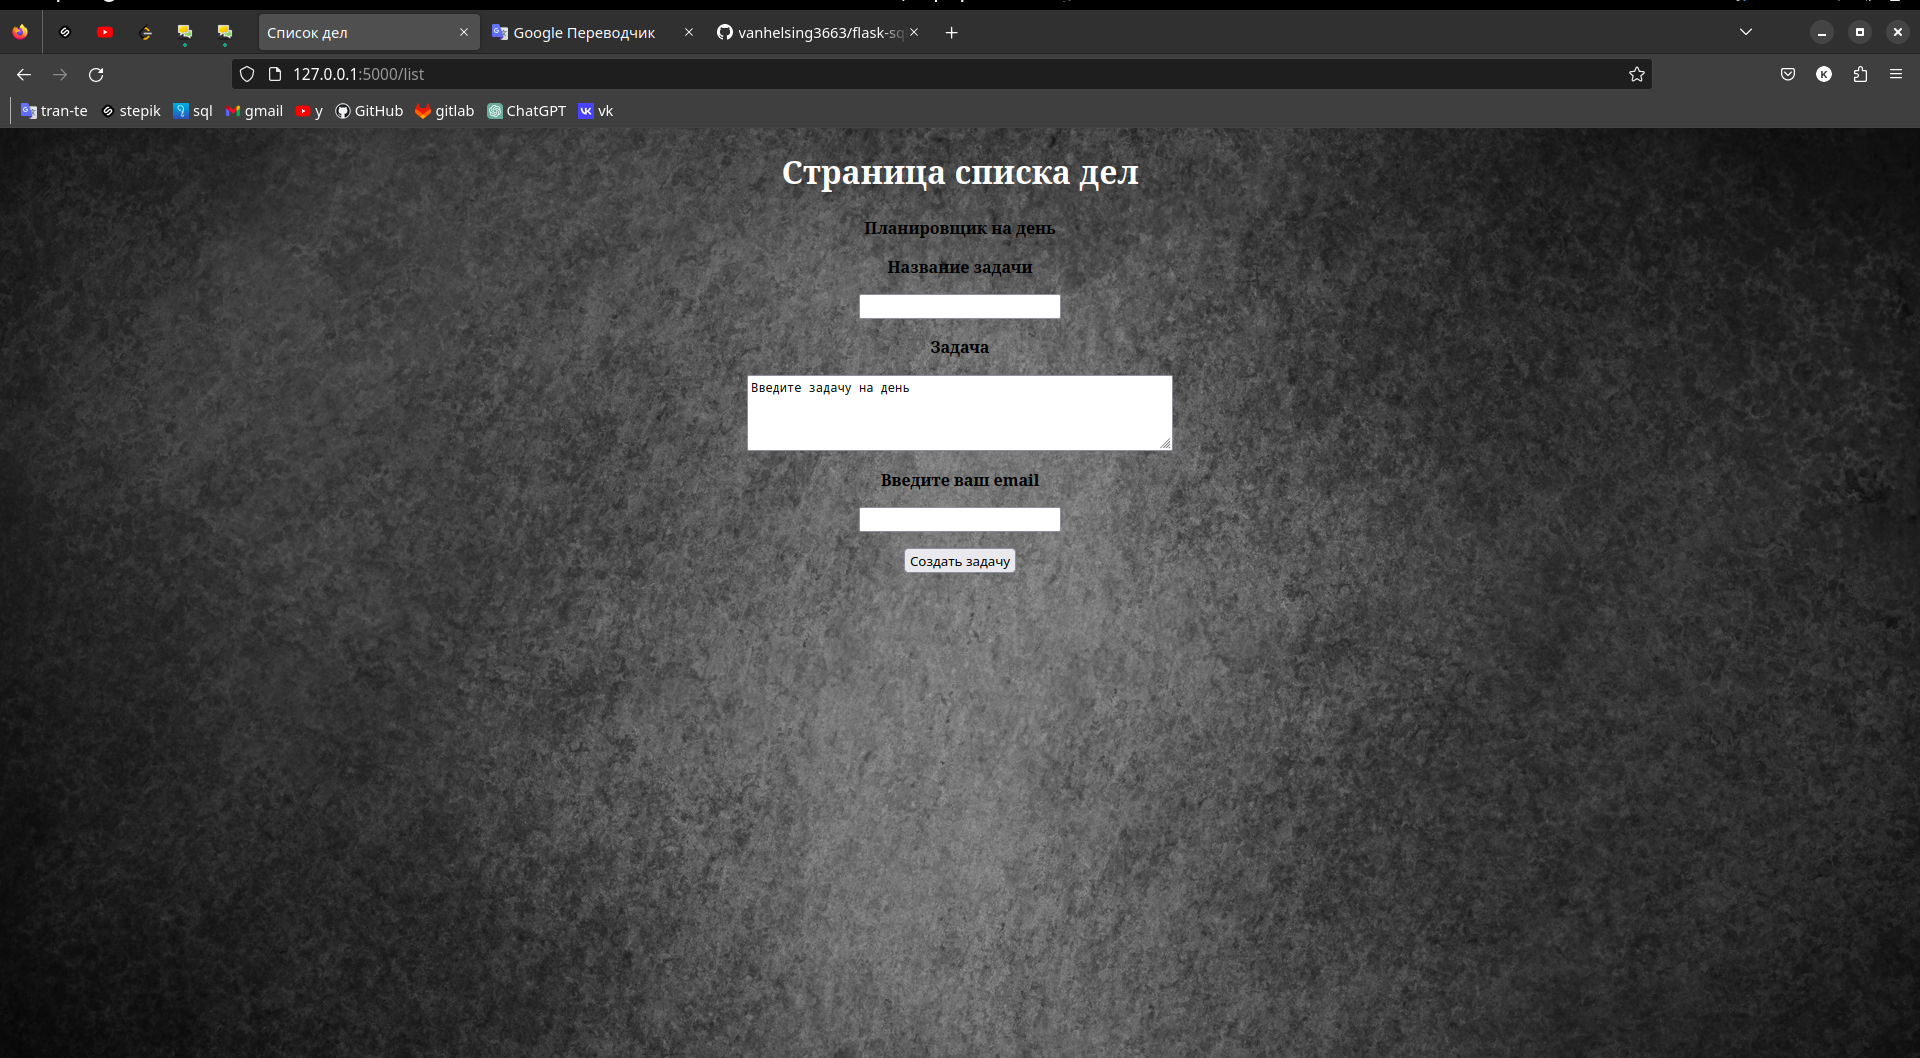 Список дел
Google Переводчик
vanhelsing3663/flask-sq
127.0.0.1:5000/list
tran-te
stepik
sql
gmail
y
GitHub
gitlab
ChatGPT
vk
Страница списка дел
Планировщик на день
Название задачи
Задача
Введите задачу на день
Введите ваш email
Создать задачу